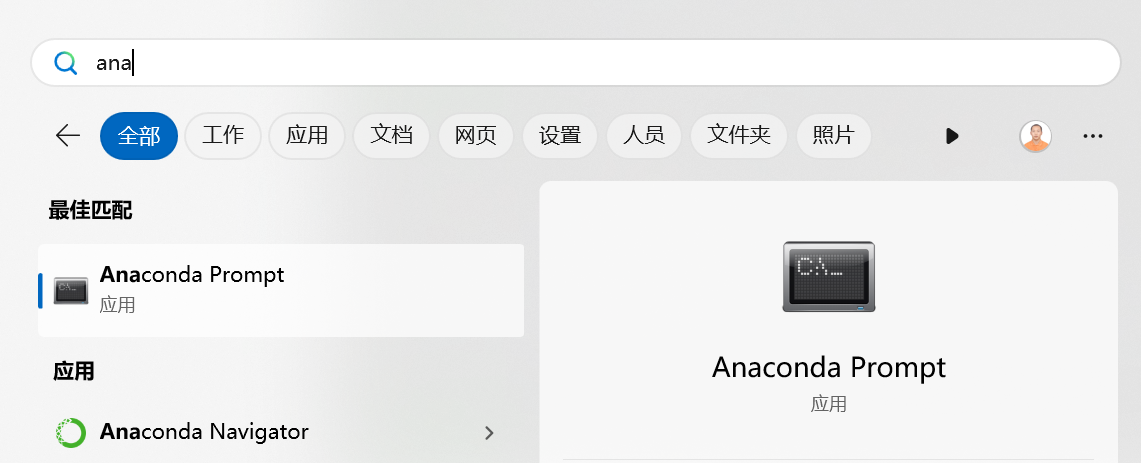 ana
全部 工作 应用 文档 网页 设置 人员 文件夹 照片
最佳匹配
Anaconda Prompt
应用
应用
Anaconda Navigator
C:\_
Anaconda Prompt
应用